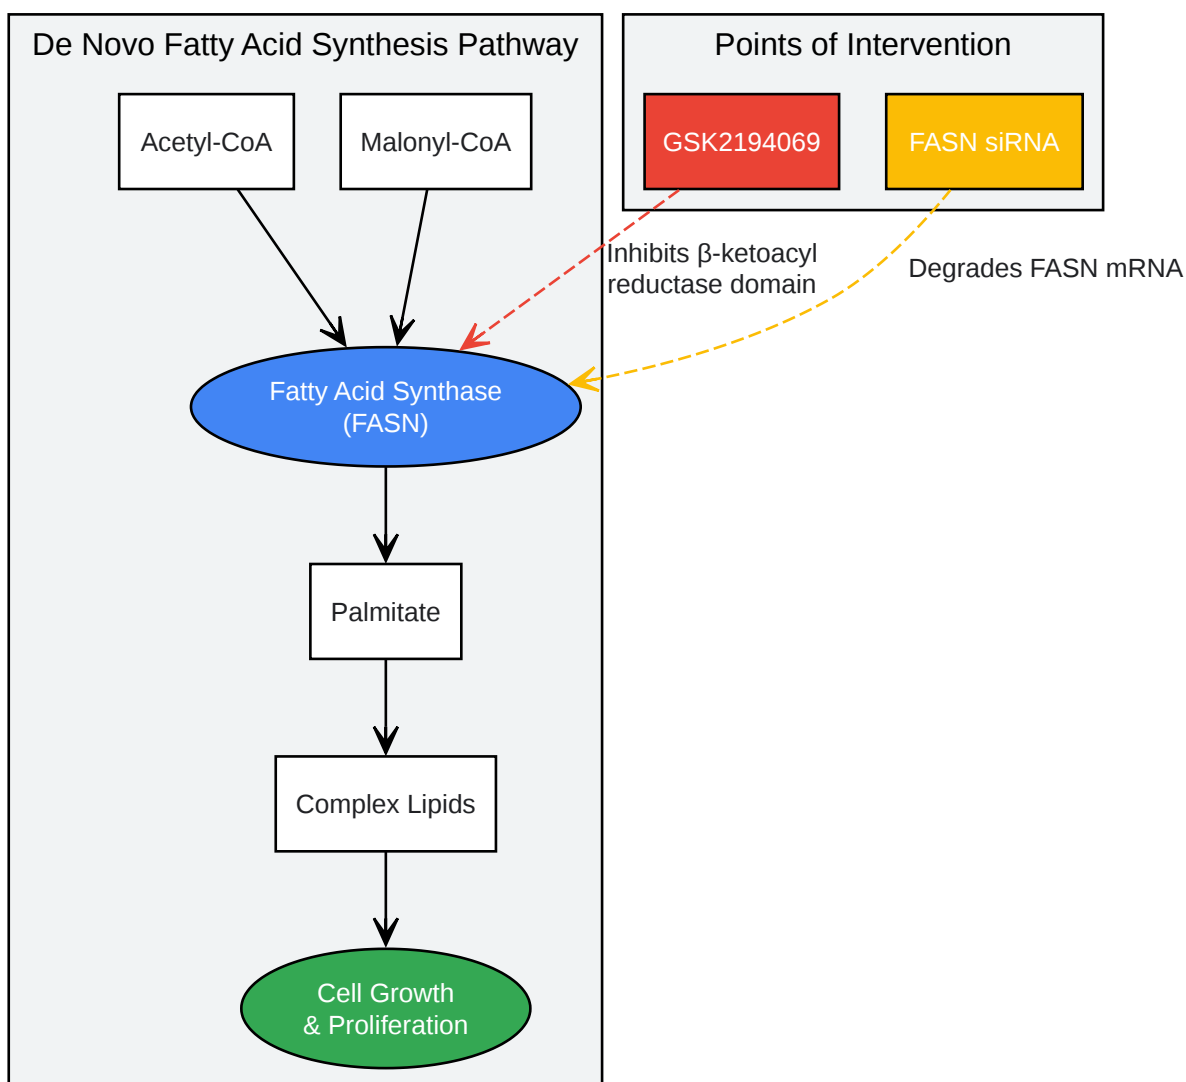 De Novo Fatty Acid Synthesis Pathway
Points of Intervention
Acetyl-CoA
Malonyl-CoA
GSK2194069
FASN siRNA
Inhibits β-ketoacyl
reductase domain
Degrades FASN mRNA
Fatty Acid Synthase
(FASN)
Palmitate
Complex Lipids
Cell Growth
& Proliferation